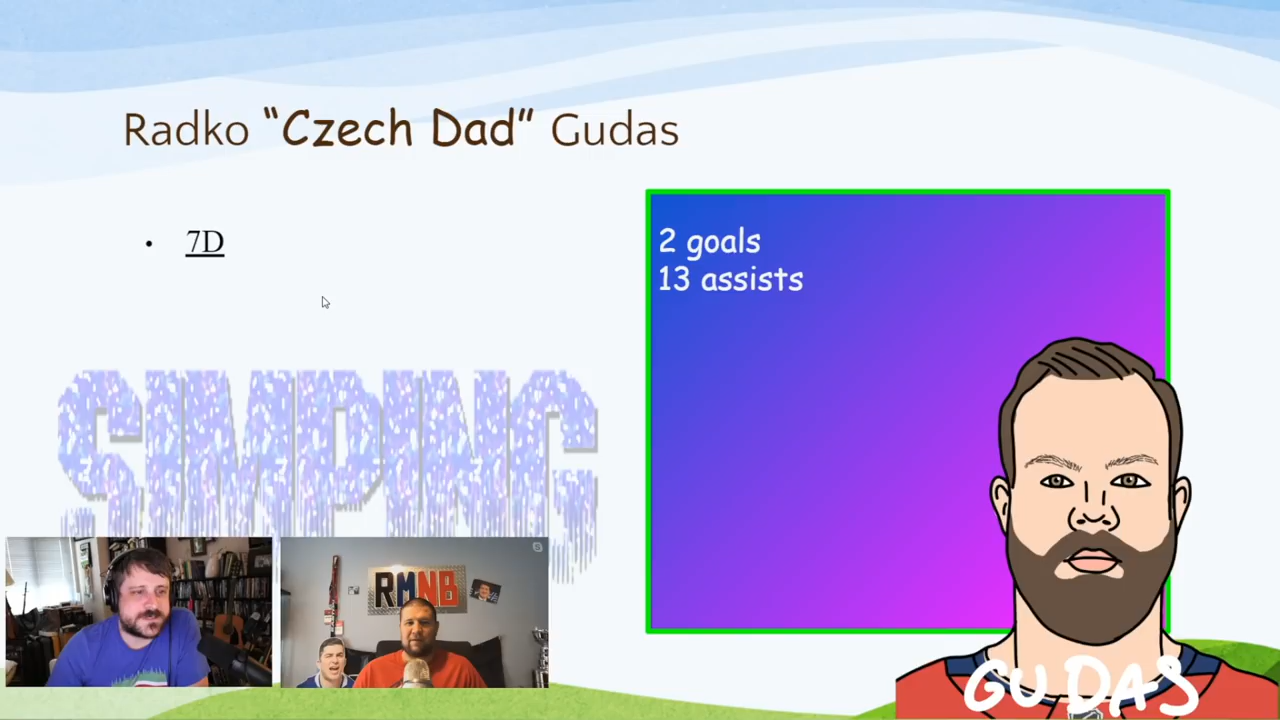 Radko “Czech Dad” Gudas
7D
2 goals
13 assists
SIMPING
RMNB
GUDAS